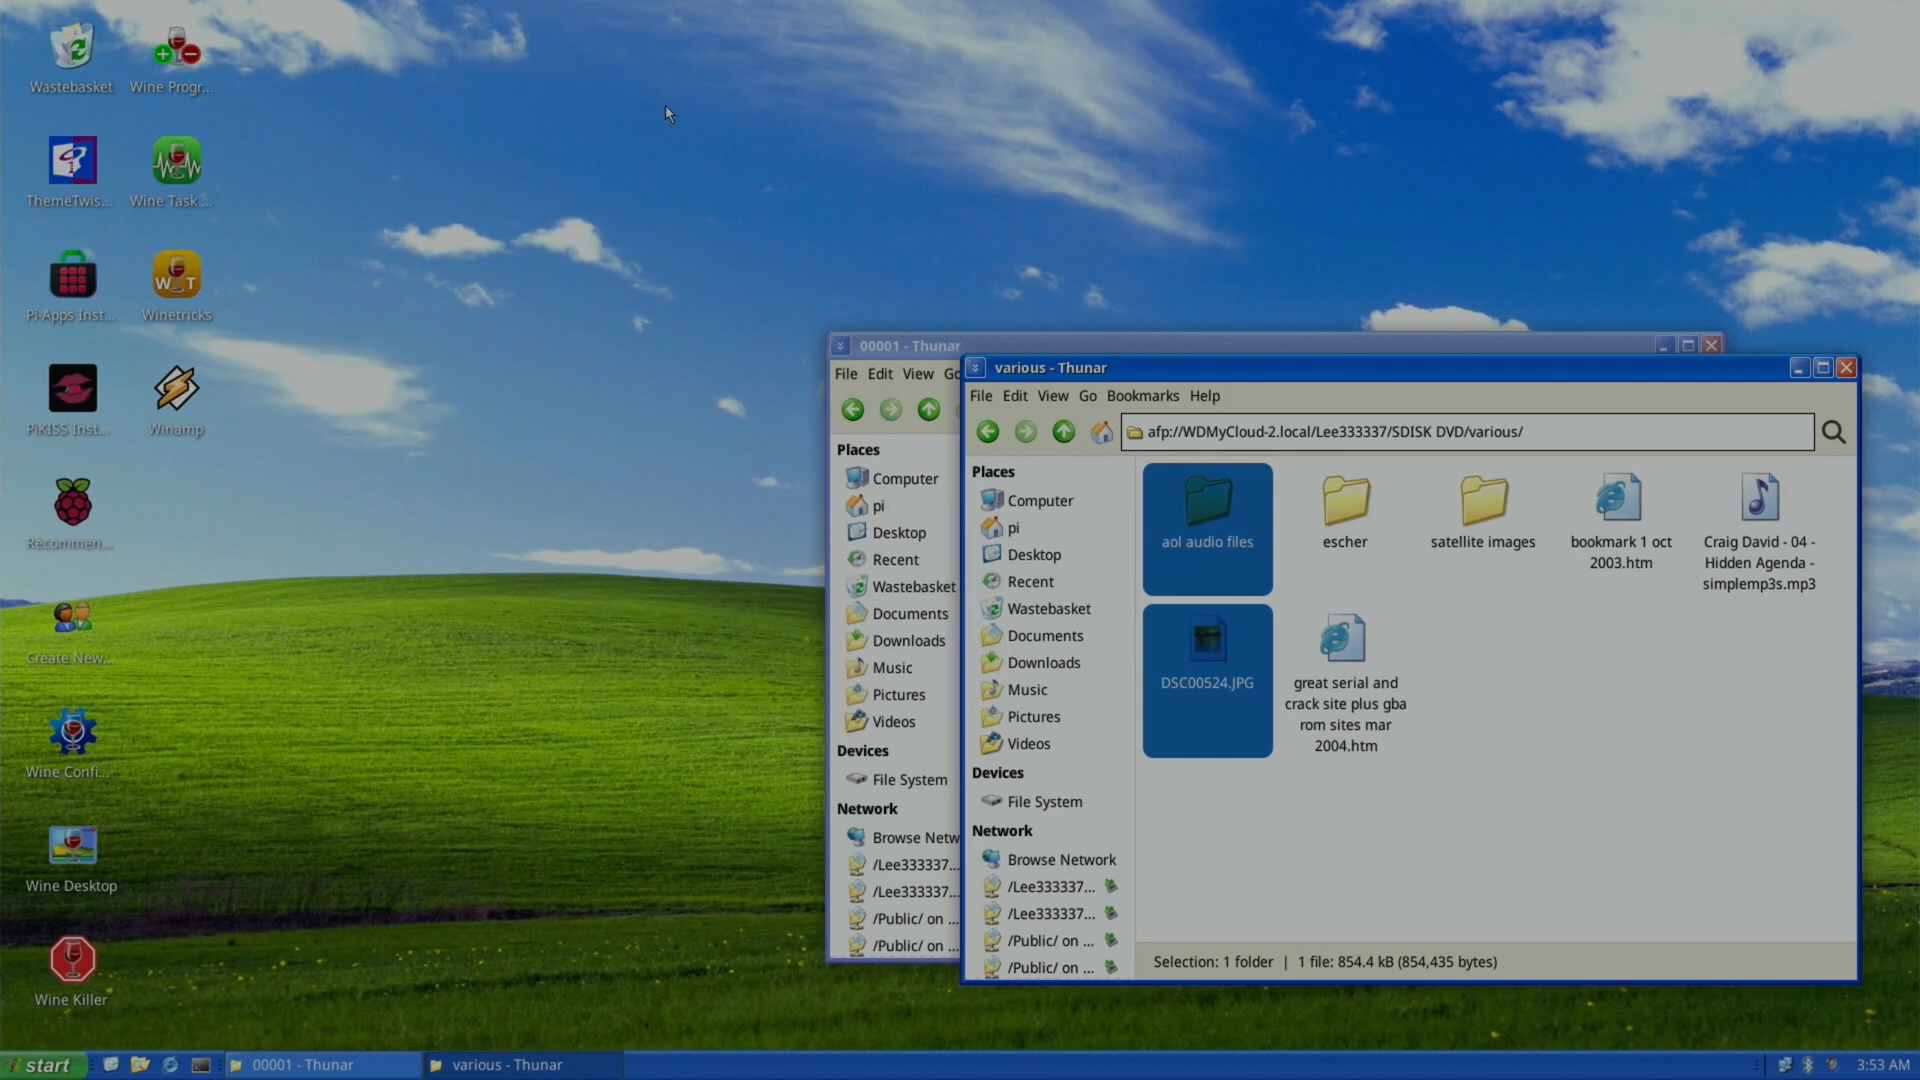 Wastebasket
Wine Progr...
ThemeTwis...
Wine Task ...
Pi-Apps Inst...
W T
Winetricks
PiKISS Inst...
Winamp
Recommen...
Create New...
Wine Confi...
Wine Desktop
Wine Killer
00001 - Thunar
File Edit View Go
Places
Computer
pi
Desktop
Recent
Wastebasket
Documents
Downloads
Music
Pictures
Videos
Devices
File System
Network
Browse Netw
/Lee333337...
/Lee333337...
/Public/ on ...
/Public/ on ...
various - Thunar
File Edit View Go Bookmarks Help
afp://WDMyCloud-2.local/Lee333337/SDISK DVD/various/
Places
Computer
pi
Desktop
Recent
Wastebasket
Documents
Downloads
Music
Pictures
Videos
Devices
File System
Network
Browse Network
/Lee333337...
/Lee333337...
/Public/ on ...
/Public/ on ...
aol audio files
escher
satellite images
bookmark 1 oct
2003.htm
Craig David - 04 -
Hidden Agenda -
simplemp3s.mp3
DSC00524.JPG
great serial and
crack site plus gba
rom sites mar
2004.htm
Selection: 1 folder | 1 file: 854.4 kB (854,435 bytes)
start
00001 - Thunar
various - Thunar
3:53 AM